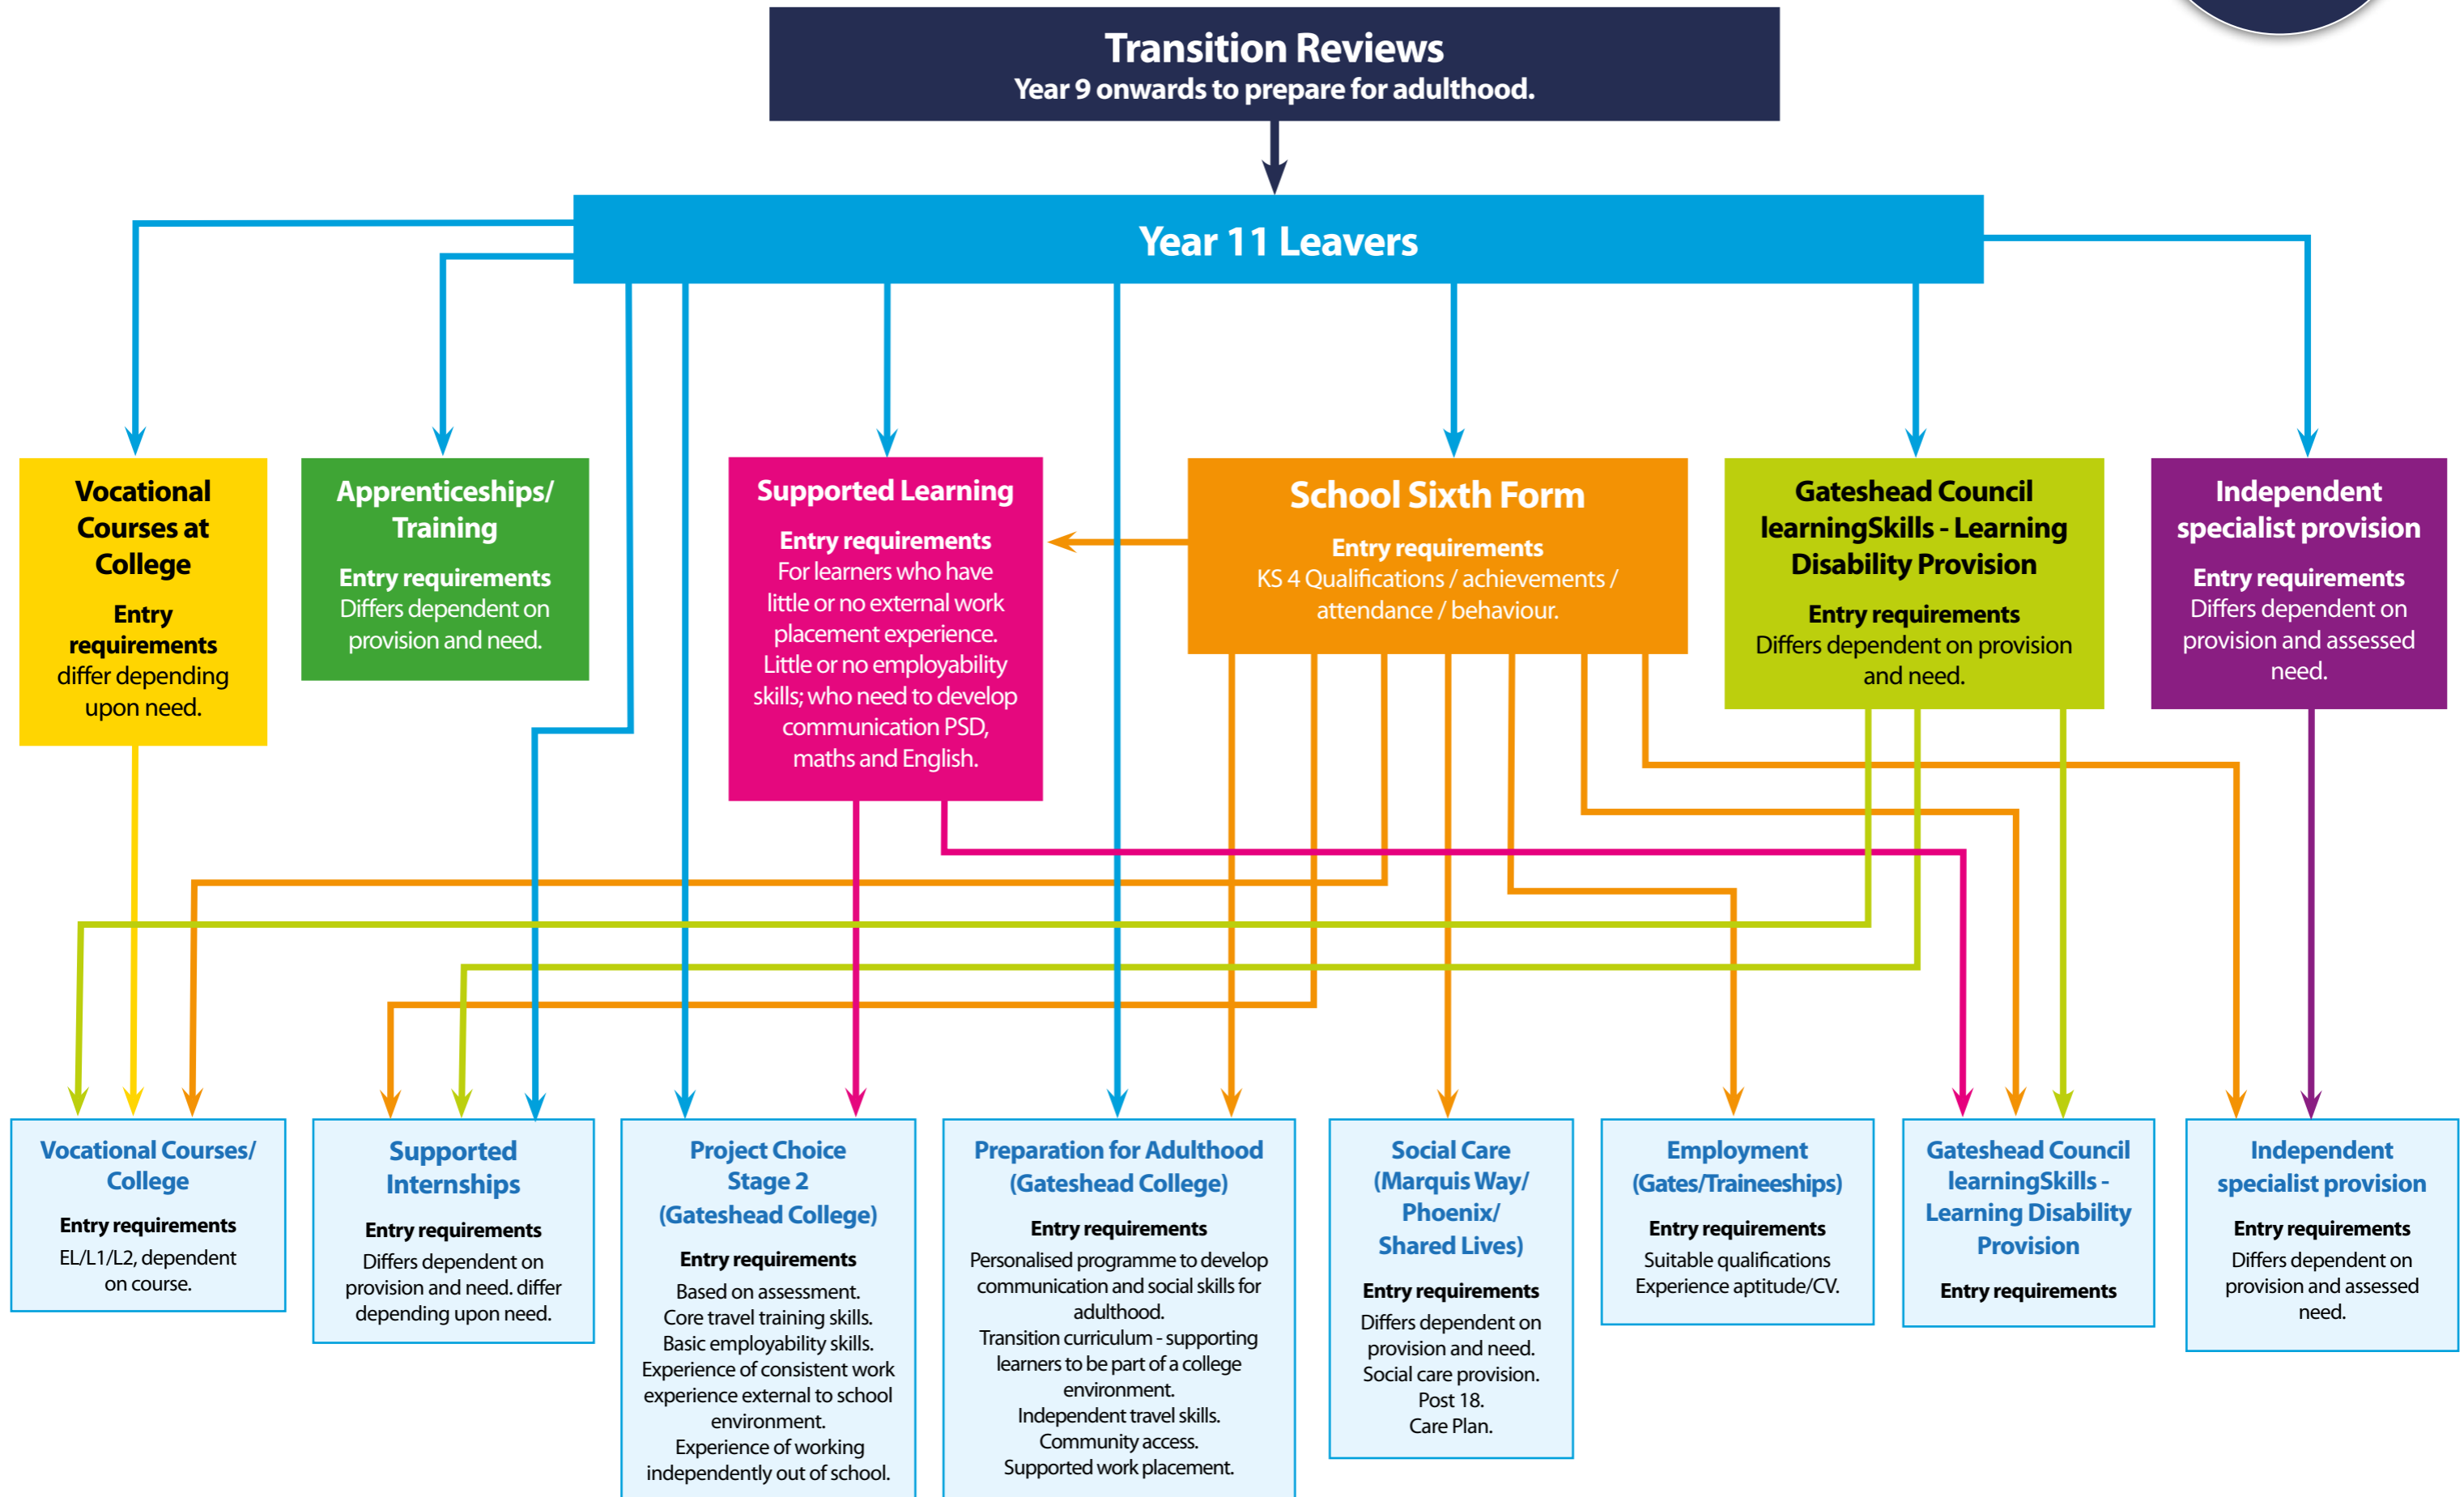 Transition Reviews
Year 9 onwards to prepare for adulthood.
Year 11 Leavers
Vocational
Courses at
College
Entry
requirements
differ depending
upon need.
Apprenticeships/
Training
Entry requirements
Differs dependent on
provision and need.
Supported Learning
Entry requirements
For learners who have
little or no external work
placement experience.
Little or no employability
skills; who need to develop
communication PSD,
maths and English.
School Sixth Form
Entry requirements
KS 4 Qualifications / achievements /
attendance / behaviour.
Gateshead Council
learningSkills - Learning
Disability Provision
Entry requirements
Differs dependent on provision
and need.
Independent
specialist provision
Entry requirements
Differs dependent on
provision and assessed
need.
Vocational Courses/
College
Entry requirements
EL/L1/L2, dependent
on course.
Supported
Internships
Entry requirements
Differs dependent on
provision and need. differ
depending upon need.
Project Choice
Stage 2
(Gateshead College)
Entry requirements
Based on assessment.
Core travel training skills.
Basic employability skills.
Experience of consistent work
experience external to school
environment.
Experience of working
independently out of school.
Preparation for Adulthood
(Gateshead College)
Entry requirements
Personalised programme to develop
communication and social skills for
adulthood.
Transition curriculum - supporting
learners to be part of a college
environment.
Independent travel skills.
Community access.
Supported work placement.
Social Care
(Marquis Way/
Phoenix/
Shared Lives)
Entry requirements
Differs dependent on
provision and need.
Social care provision.
Post 18.
Care Plan.
Employment
(Gates/Traineeships)
Entry requirements
Suitable qualifications
Experience aptitude/CV.
Gateshead Council
learningSkills -
Learning Disability
Provision
Entry requirements
Independent
specialist provision
Entry requirements
Differs dependent on
provision and assessed
need.